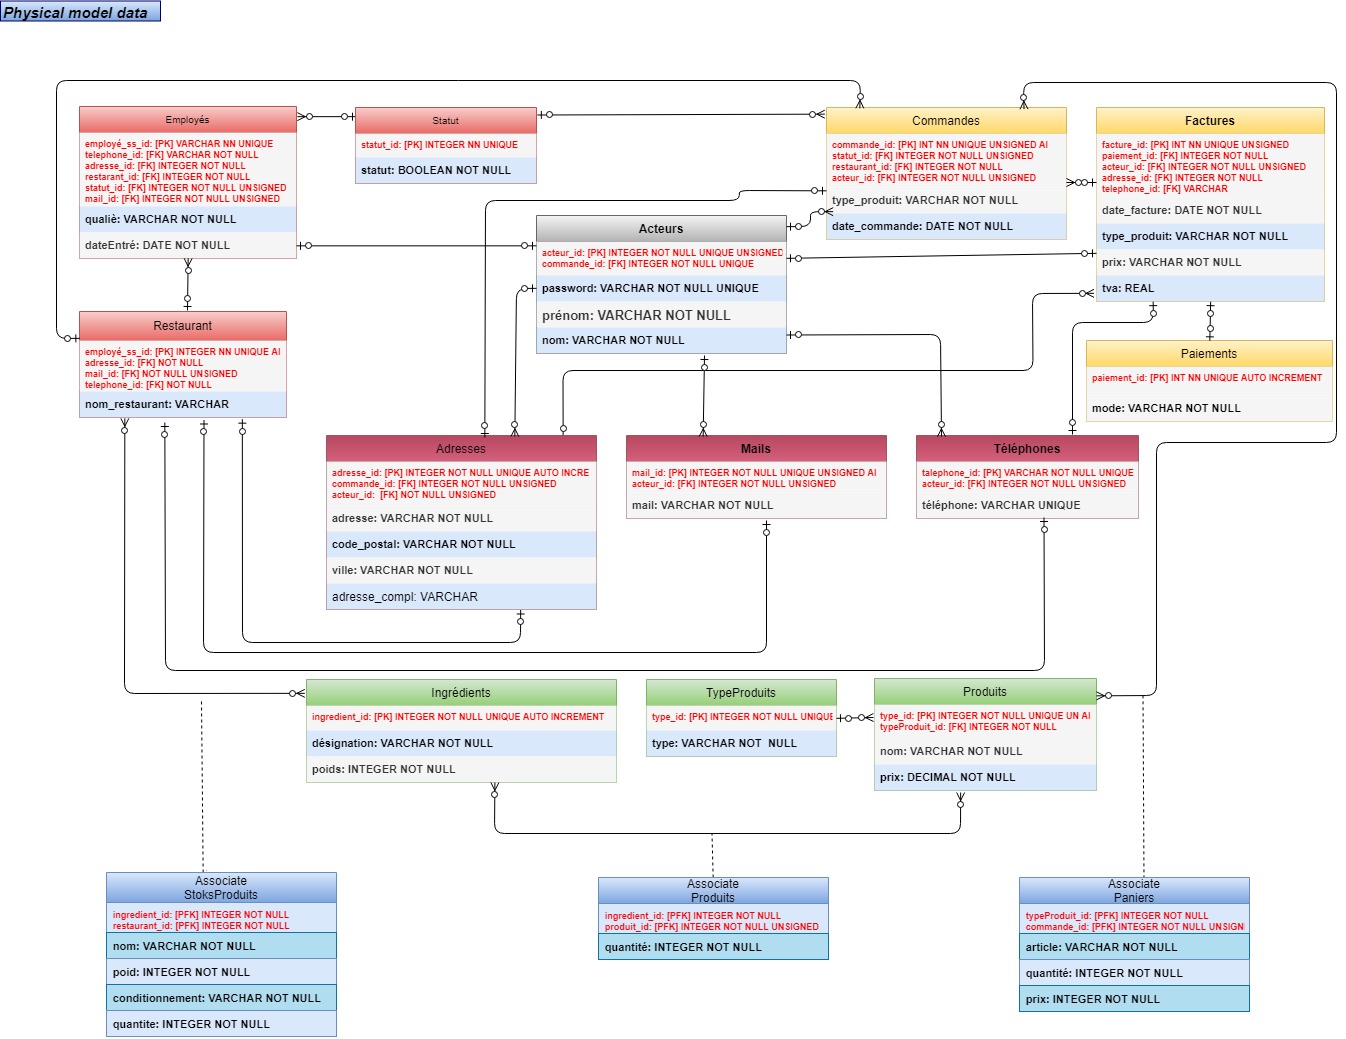 Physical model data
Employés
employé_ss_id: [PK] VARCHAR NN UNIQUE
telephone_id: [FK] VARCHAR NOT NULL
adresse_id: [FK] INTEGER NOT NULL
restarant_id: [FK] INTEGER NOT NULL
statut_id: [FK] INTEGER NOT NULL UNSIGNED
mail_id: [FK] INTEGER NOT NULL UNSIGNED
qualiè: VARCHAR NOT NULL
dateEntré: DATE NOT NULL
Statut
statut_id: [PK] INTEGER NN UNIQUE
statut: BOOLEAN NOT NULL
Commandes
commande_id: [PK] INT NN UNIQUE UNSIGNED AI
statut_id: [FK] INTEGER NOT NULL UNSIGNED
restaurant_id: [FK] INTEGER NOT NULL
acteur_id: [FK] INTEGER NOT NULL UNSIGNED
type_produit: VARCHAR NOT NULL
date_commande: DATE NOT NULL
Factures
facture_id: [PK] INT NN UNIQUE UNSIGNED
paiement_id: [FK] INTEGER NOT NULL
acteur_id: [FK] INTEGER NOT NULL UNSIGNED
adresse_id: [FK] INTEGER NOT NULL
telephone_id: [FK] VARCHAR
date_facture: DATE NOT NULL
type_produit: VARCHAR NOT NULL
prix: VARCHAR NOT NULL
tva: REAL
Acteurs
acteur_id: [PK] INTEGER NOT NULL UNIQUE UNSIGNED
commande_id: [FK] INTEGER NOT NULL UNIQUE
password: VARCHAR NOT NULL UNIQUE
prénom: VARCHAR NOT NULL
nom: VARCHAR NOT NULL
Restaurant
employé_ss_id: [PK] INTEGER NN UNIQUE AI
adresse_id: [FK] NOT NULL
mail_id: [FK] NOT NULL UNSIGNED
telephone_id: [FK] NOT NULL
nom_restaurant: VARCHAR
Paiements
paiement_id: [PK] INT NN UNIQUE AUTO INCREMENT
mode: VARCHAR NOT NULL
Adresses
adresse_id: [PK] INTEGER NOT NULL UNIQUE AUTO INCRE
commande_id: [FK] INTEGER NOT NULL UNSIGNED
acteur_id: [FK] NOT NULL UNSIGNED
adresse: VARCHAR NOT NULL
code_postal: VARCHAR NOT NULL
ville: VARCHAR NOT NULL
adresse_compl: VARCHAR
Mails
mail_id: [PK] INTEGER NOT NULL UNIQUE UNSIGNED AI
acteur_id: [FK] INTEGER NOT NULL UNSIGNED
mail: VARCHAR NOT NULL
Téléphones
talephone_id: [PK] VARCHAR NOT NULL UNIQUE
acteur_id: [FK] INTEGER NOT NULL UNSIGNED
téléphone: VARCHAR UNIQUE
Ingrédients
ingredient_id: [PK] INTEGER NOT NULL UNIQUE AUTO INCREMENT
désignation: VARCHAR NOT NULL
poids: INTEGER NOT NULL
TypeProduits
type_id: [PK] INTEGER NOT NULL UNIQUE
type: VARCHAR NOT NULL
Produits
type_id: [PK] INTEGER NOT NULL UNIQUE UN AI
typeProduit_id: [FK] INTEGER NOT NULL
nom: VARCHAR NOT NULL
prix: DECIMAL NOT NULL
Associate
StoksProduits
ingredient_id: [PFK] INTEGER NOT NULL
restaurant_id: [PFK] INTEGER NOT NULL
nom: VARCHAR NOT NULL
poid: INTEGER NOT NULL
conditionnement: VARCHAR NOT NULL
quantite: INTEGER NOT NULL
Associate
Produits
ingredient_id: [PFK] INTEGER NOT NULL
produit_id: [PFK] INTEGER NOT NULL UNSIGNED
quantité: INTEGER NOT NULL
Associate
Paniers
typeProduit_id: [PFK] INTEGER NOT NULL
commande_id: [PFK] INTEGER NOT NULL UNSIGN
article: VARCHAR NOT NULL
quantité: INTEGER NOT NULL
prix: INTEGER NOT NULL